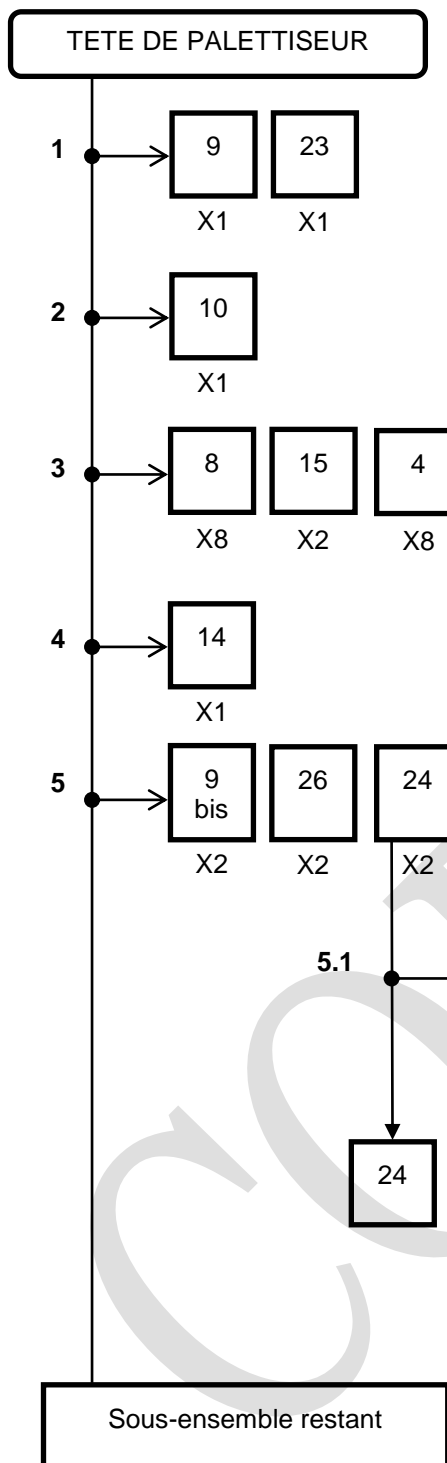 TETE DE PALETTISEUR
1 9 23
X1 X1
2 10
X1
3 8 15 4
X8 X2 X8
4 14
X1
5 9 26 24
bis
X2 X2 X2
5.1
24
Sous-ensemble restant